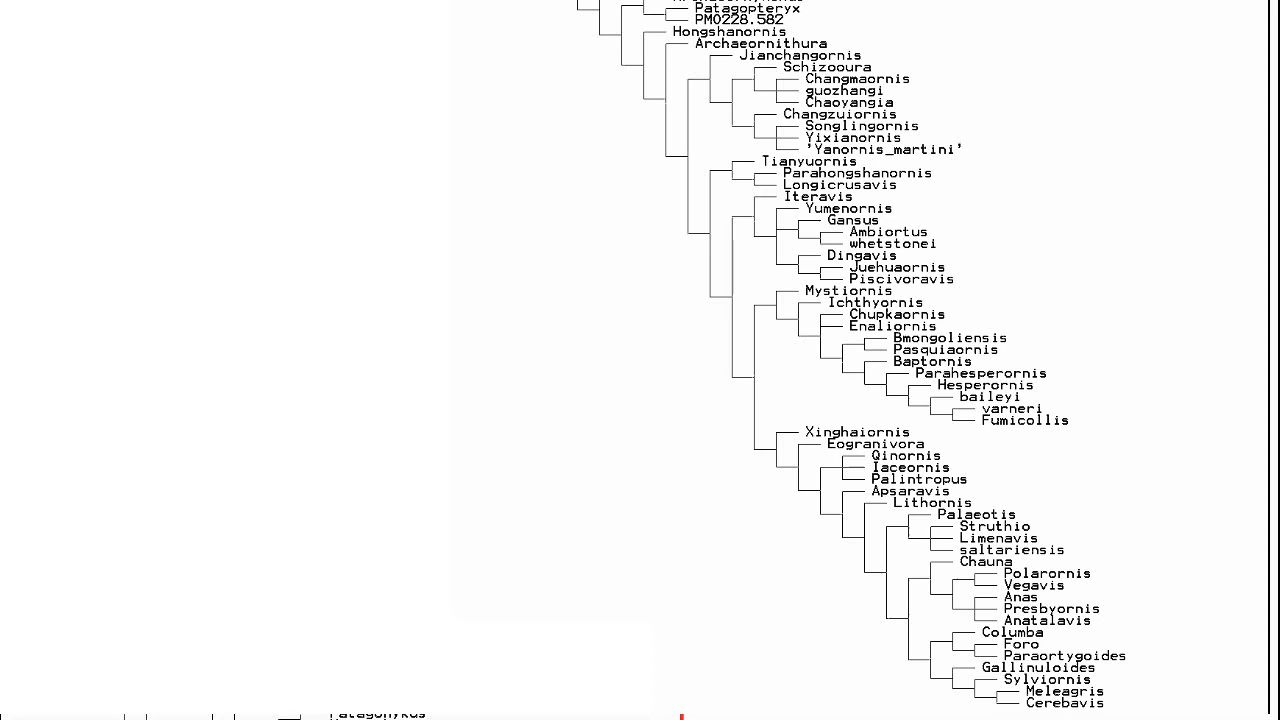 Patagopteryx
PMO228.582
Hongshanornis
Archaeornithura
Jianchangornis
Schizooura
Changmaornis
guozhangi
Chaoyangia
Changzuiornis
Songlingornis
Yixianornis
'Yanornis_martini'
Tianyuornis
Parahongshanornis
Longicrusavis
Iteravis
Yumenornis
Gansus
Ambiortus
whetstonei
Dingavis
Juehuaornis
Piscivoravis
Mystiornis
Ichthyornis
Chupkaornis
Enaliornis
Bmongoliensis
Pasquiaornis
Baptornis
Parahesperornis
Hesperornis
baileyi
varneri
Fumicollis
Xinghaiornis
Eogranivora
Qinornis
Iaceornis
Palintropus
Apsaravis
Lithornis
Palaeotis
Struthio
Limenavis
saltariensis
Chauna
Polarornis
Vegavis
Anas
Presbyornis
Anatalavis
Columba
Foro
Paraortygoides
Gallinuloides
Sylviornis
Meleagris
Cerebavis
Patagonykus